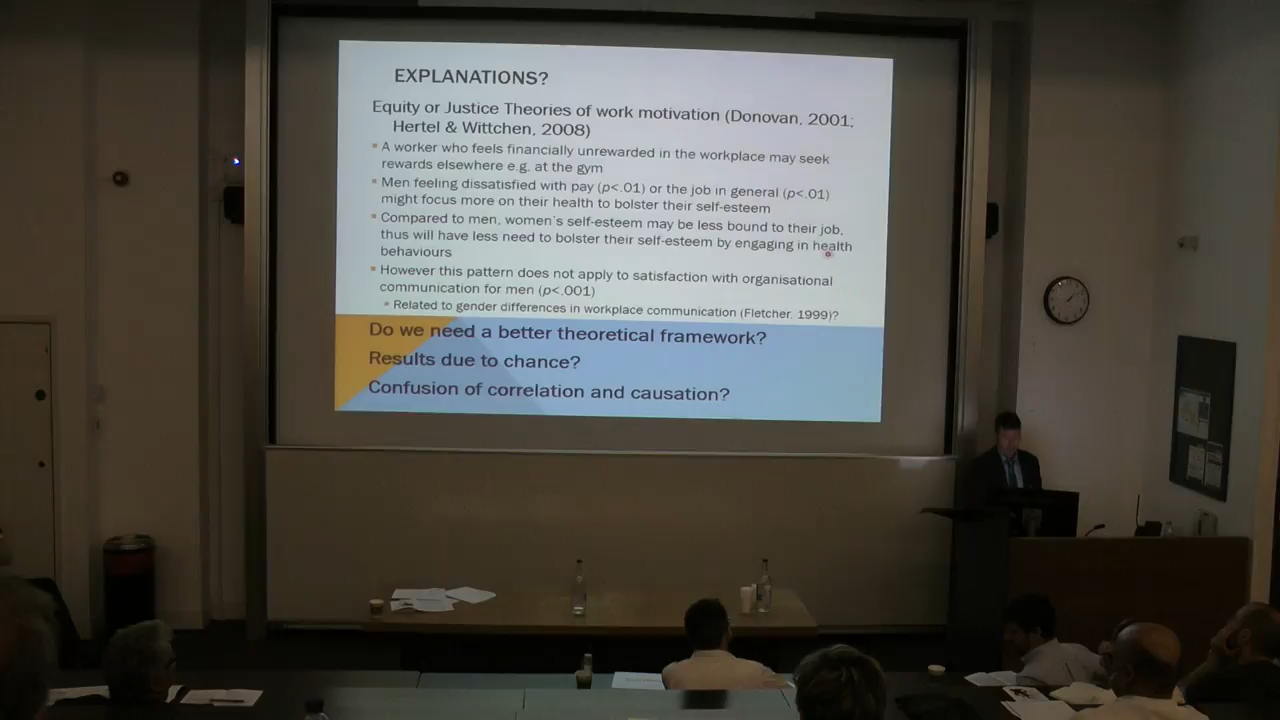 EXPLANATIONS?
Equity or Justice Theories of work motivation (Donovan, 2001;
Hertel & Wittchen, 2008)
▪ A worker who feels financially unrewarded in the workplace may seek
rewards elsewhere e.g. at the gym
▪ Men feeling dissatisfied with pay (p<.01) or the job in general (p<.01)
might focus more on their health to bolster their self-esteem
▪ Compared to men, women's self-esteem may be less bound to their job,
thus will have less need to bolster their self-esteem by engaging in health
behaviours
▪ However this pattern does not apply to satisfaction with organisational
communication for men (p<.001)
▪ Related to gender differences in workplace communication (Fletcher, 1999)?
Do we need a better theoretical framework?
Results due to chance?
Confusion of correlation and causation?